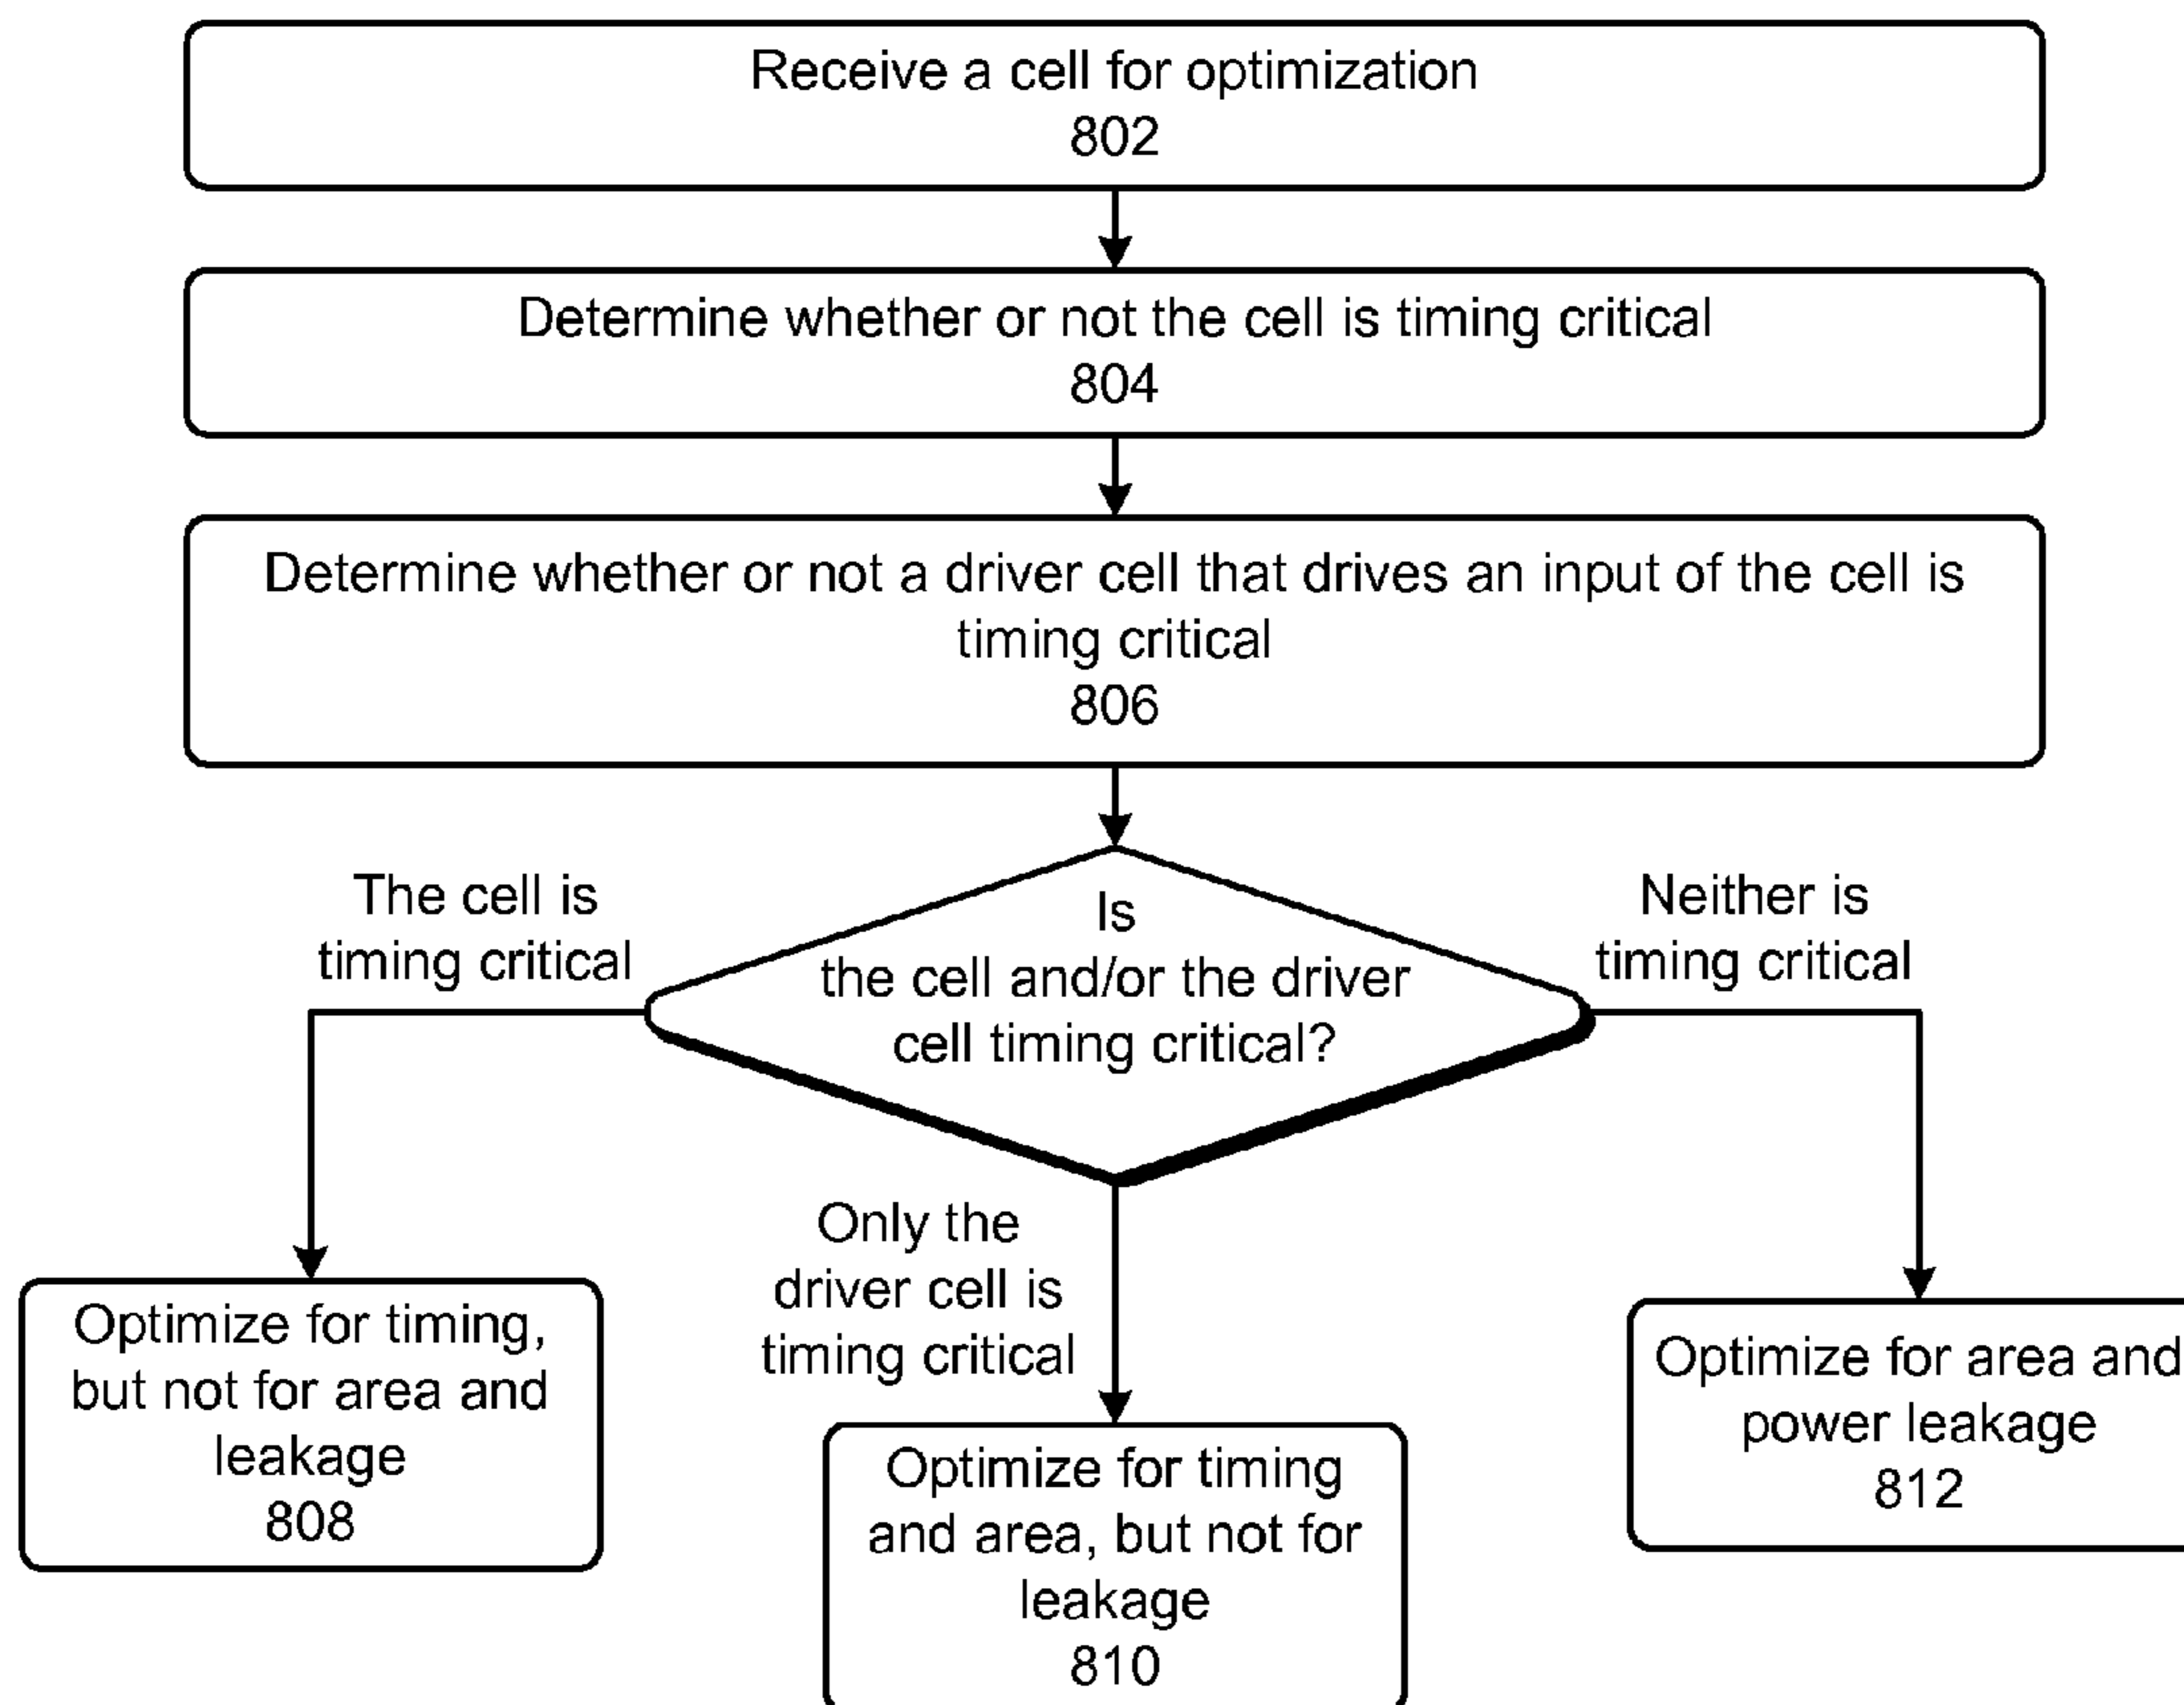 Receive a cell for optimization
802
Determine whether or not the cell is timing critical
804
Determine whether or not a driver cell that drives an input of the cell is
timing critical
806
The cell is
timing critical
Is
the cell and/or the driver
cell timing critical?
Neither is
timing critical
Only the
driver cell is
timing critical
Optimize for timing,
but not for area and
leakage
808
Optimize for timing
and area, but not for
leakage
810
Optimize for area and
power leakage
812